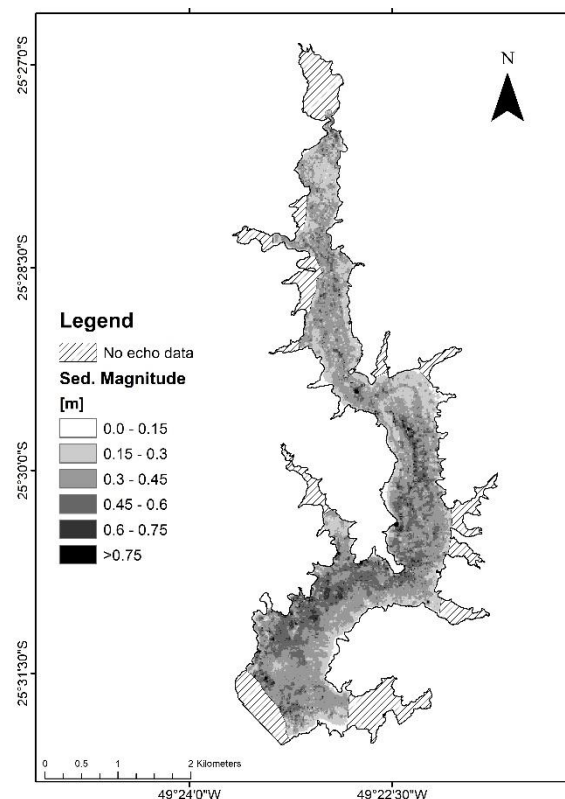 25°27'0"S
N
25°28'30"S
Legend
No echo data
Sed. Magnitude
[m]
0.0 - 0.15
0.15 - 0.3
0.3 - 0.45
0.45 - 0.6
0.6 - 0.75
>0.75
25°30'0"S
25°31'30"S
0 0.5 1 2 Kilometers
49°24'0"W 49°22'30"W